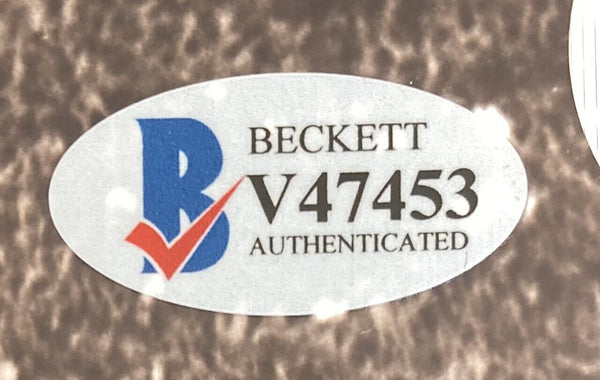 B
BECKETT
V47453
AUTHENTICATED